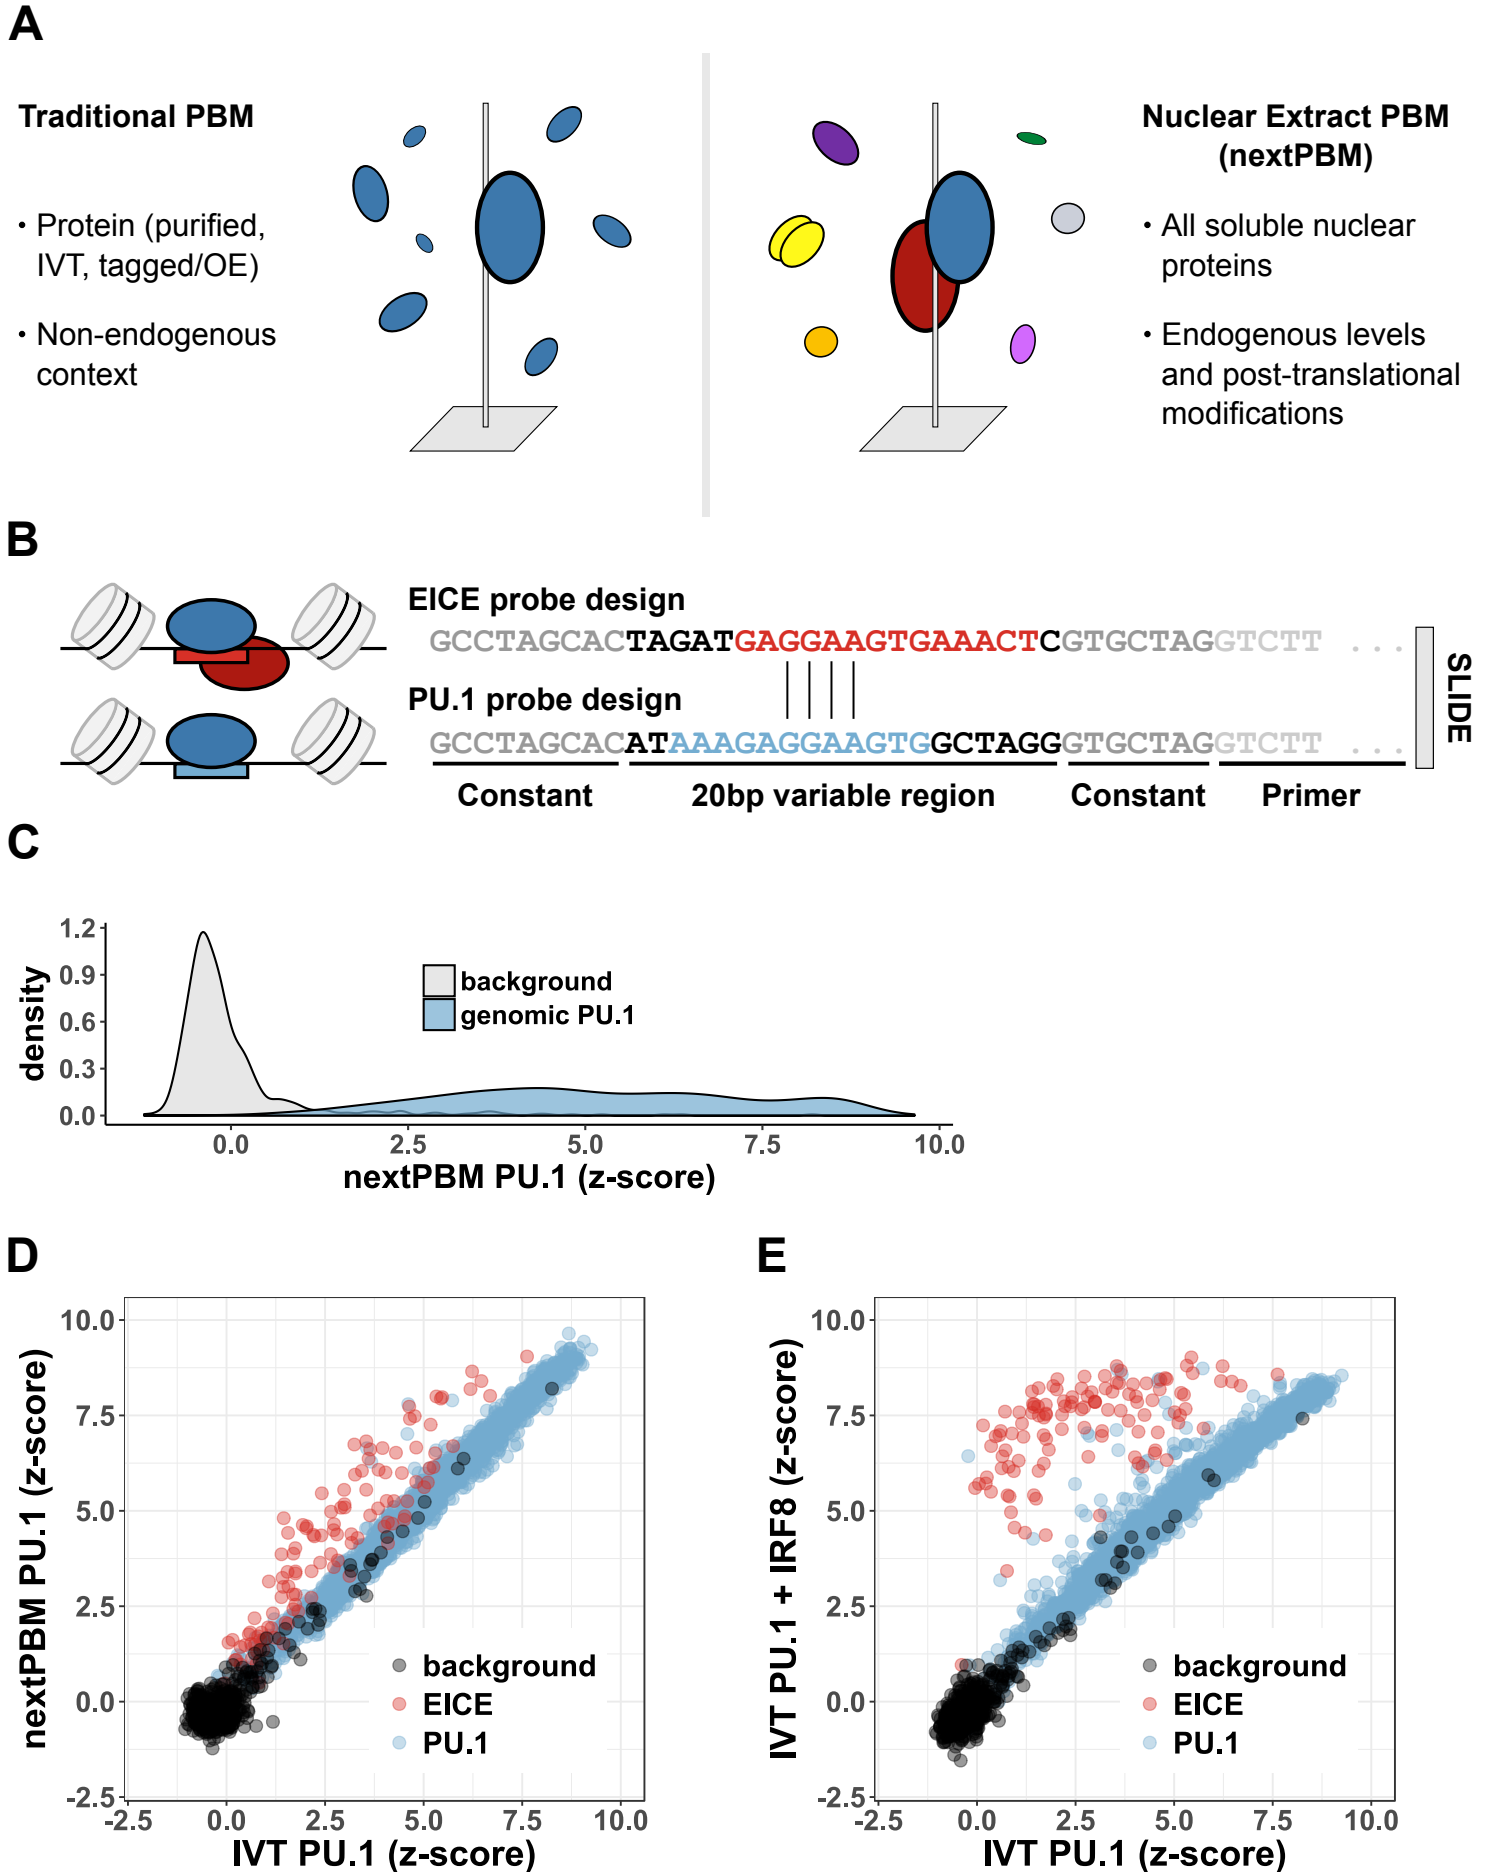 A
Traditional PBM
• Protein (purified,
IVT, tagged/OE)
• Non-endogenous
context
Nuclear Extract PBM
(nextPBM)
• All soluble nuclear
proteins
• Endogenous levels
and post-translational
modifications
B
EICE probe design
GCCTAGCACTAGATGAGGAAGTGAAACTCGTGCTAGGTCTT ...
PU.1 probe design
GCCTAGCACATAAAGAGGAAGTGGGCTAGGGTGCTAGGTCTT ...
Constant
20bp variable region
Constant
Primer
SLIDE
C
density
1.2
0.9
0.6
0.3
0.0
background
genomic PU.1
0.0
2.5
5.0
7.5
10.0
nextPBM PU.1 (z-score)
D
nextPBM PU.1 (z-score)
10.0
7.5
5.0
2.5
0.0
-2.5
background
EICE
PU.1
-2.5
0.0
2.5
5.0
7.5
10.0
IVT PU.1 (z-score)
E
IVT PU.1 + IRF8 (z-score)
10.0
7.5
5.0
2.5
0.0
-2.5
background
EICE
PU.1
-2.5
0.0
2.5
5.0
7.5
10.0
IVT PU.1 (z-score)